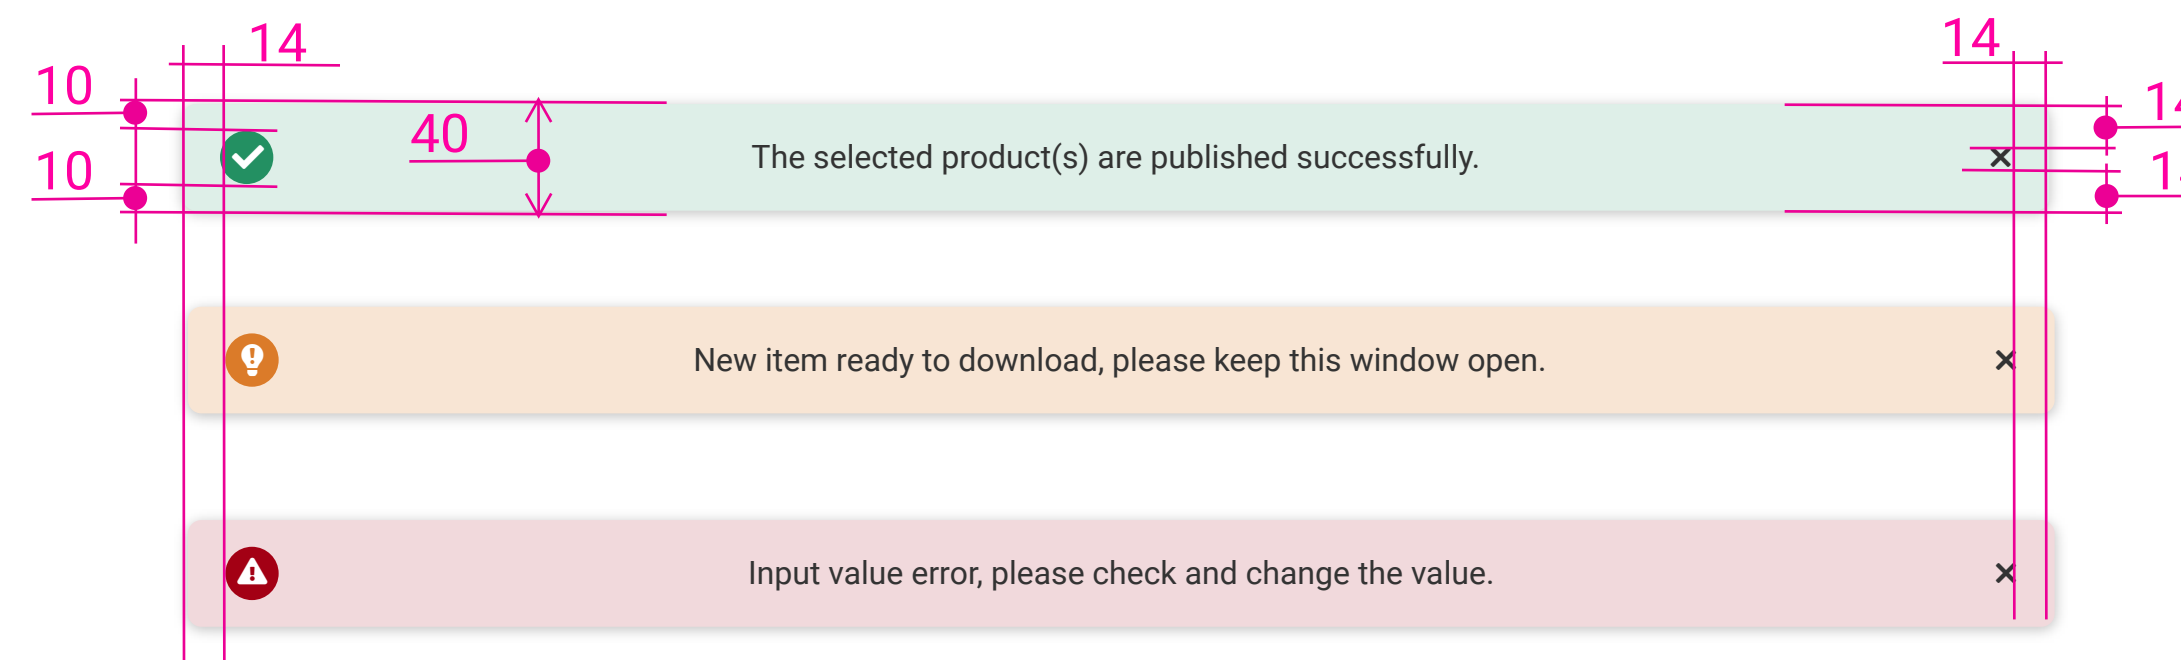 14
14
10
14
40
The selected product(s) are published successfully.
10
New item ready to download, please keep this window open.
Input value error, please check and change the value.